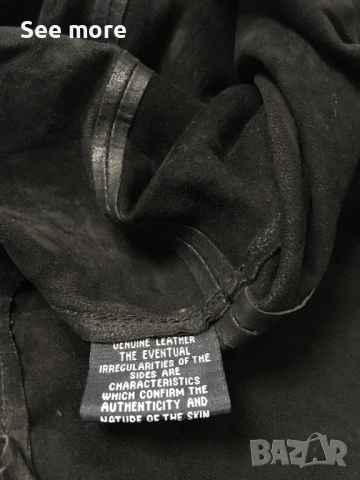 See more
GENUINE LEATHER
THE EVENTUAL
IRREGULARITIES OF THE
SIDES ARE
CHARACTERISTICS
WHICH CONFIRM THE
AUTHENTICITY AND
NATURE OF THE SKIN
BAZAR